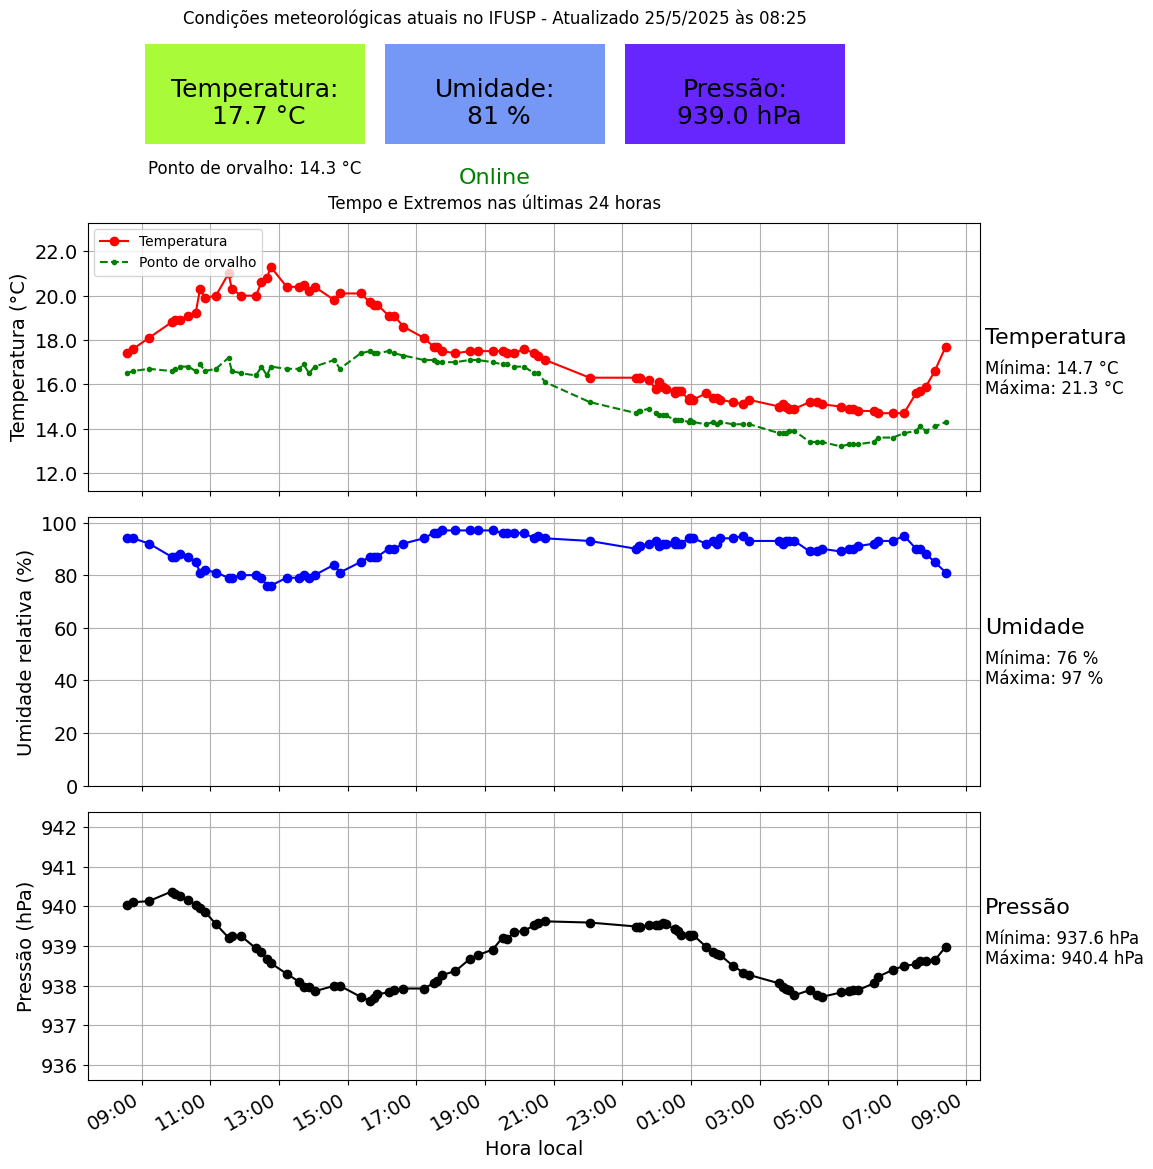 Condições meteorológicas atuais no IFUSP - Atualizado 25/5/2025 às 08:25
Temperatura:
17.7 °C
Umidade:
81 %
Pressão:
939.0 hPa
Ponto de orvalho: 14.3 °C
Online
Tempo e Extremos nas últimas 24 horas
Temperatura (°C)
22.0
20.0
18.0
16.0
14.0
12.0
Temperatura
Ponto de orvalho
Temperatura
Mínima: 14.7 °C
Máxima: 21.3 °C
Umidade relativa (%)
100
80
60
40
20
0
Umidade
Mínima: 76 %
Máxima: 97 %
Pressão (hPa)
942
941
940
939
938
937
936
Pressão
Mínima: 937.6 hPa
Máxima: 940.4 hPa
09:00
11:00
13:00
15:00
17:00
19:00
21:00
23:00
01:00
03:00
05:00
07:00
09:00
Hora local